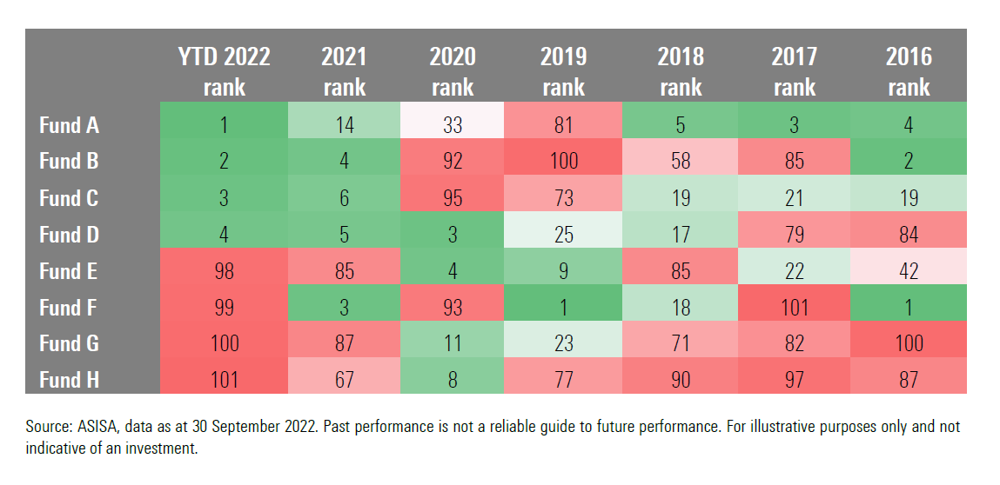 YTD 2022 rank 2021 rank 2020 rank 2019 rank 2018 rank 2017 rank 2016 rank
Fund A 1 14 33 81 5 3 4
Fund B 2 4 92 100 58 85 2
Fund C 3 6 95 73 19 21 19
Fund D 4 5 3 25 17 79 84
Fund E 98 85 4 9 85 22 42
Fund F 99 3 93 1 18 101 1
Fund G 100 87 11 23 71 82 100
Fund H 101 67 8 77 90 97 87
Source: ASISA, data as at 30 September 2022. Past performance is not a reliable guide to future performance. For illustrative purposes only and not
indicative of an investment.